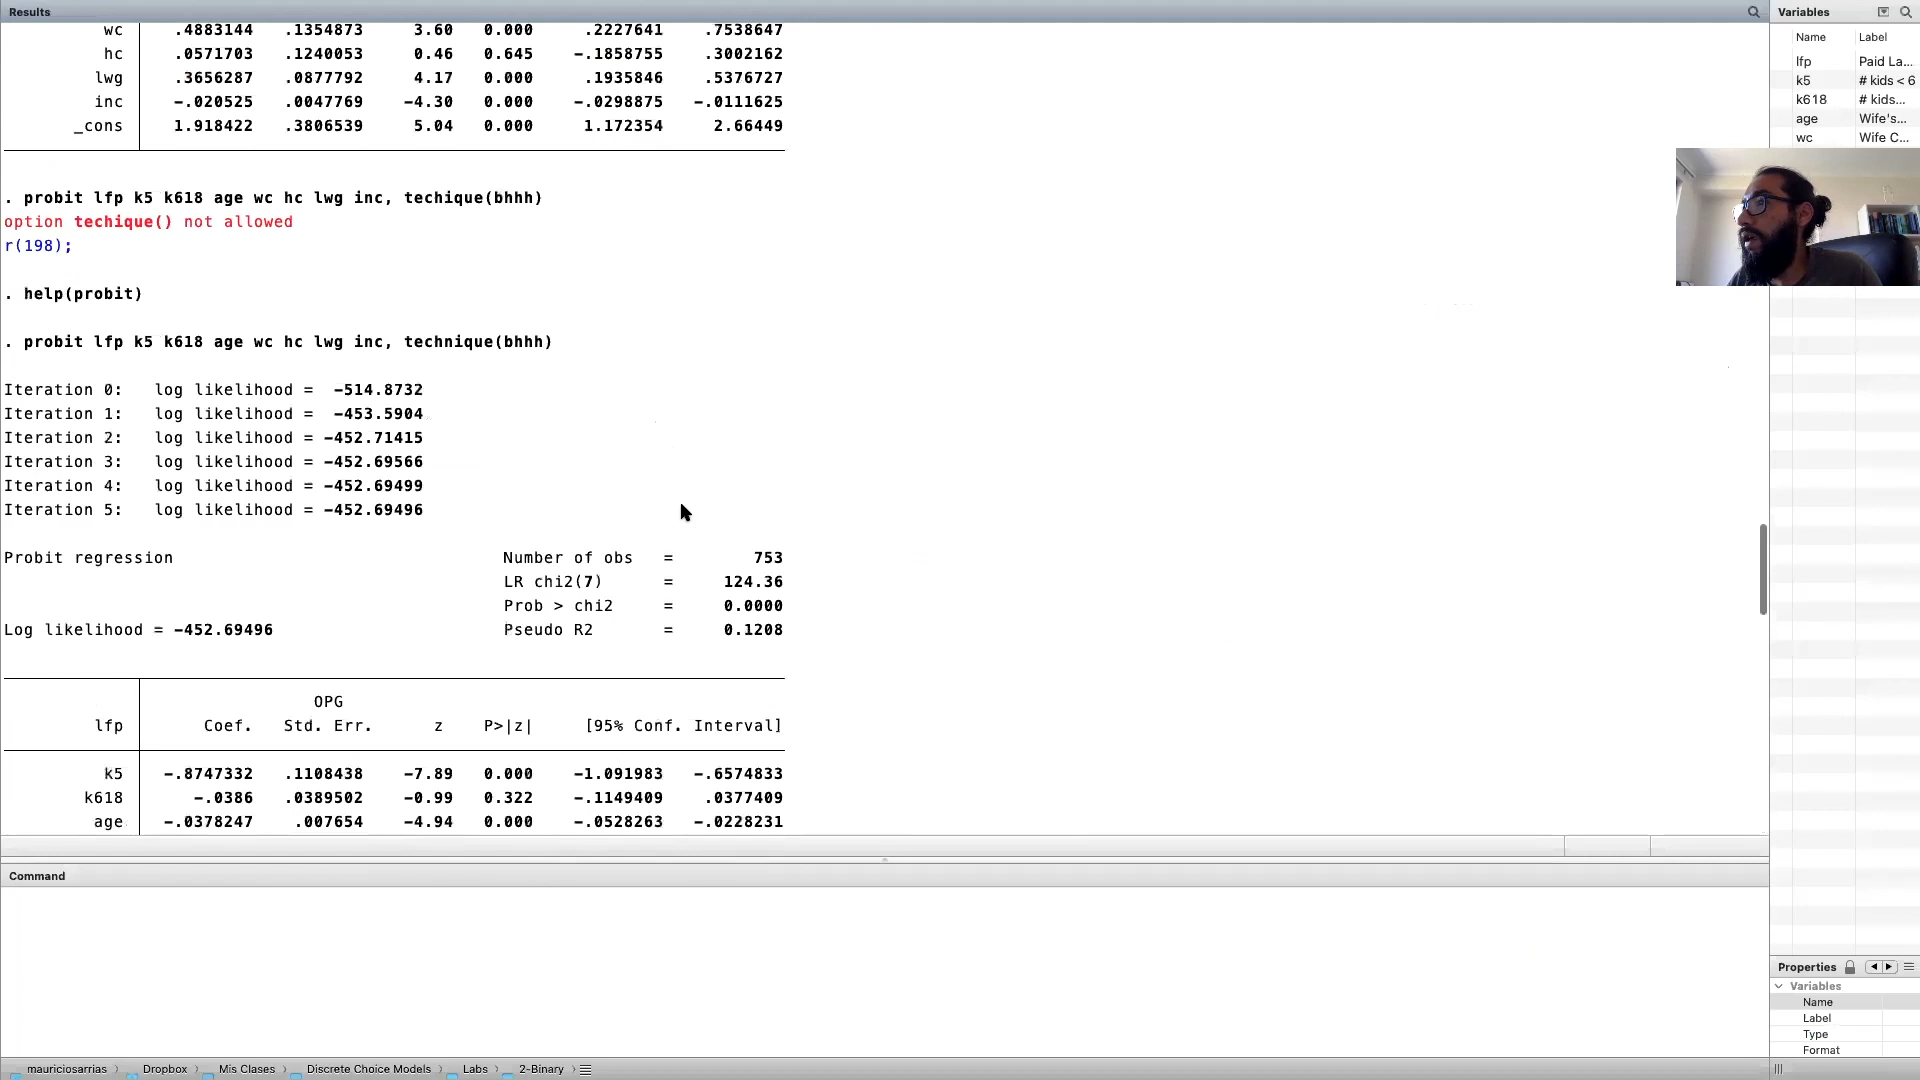 Results
wc .4883144 .1354873 3.60 0.000 .2227641 .7538647
hc .0571703 .1240053 0.46 0.645 -.1858755 .3002162
lwg .3656287 .0877792 4.17 0.000 .1935846 .5376727
inc -.020525 .0047769 -4.30 0.000 -.0298875 -.0111625
_cons 1.918422 .3806539 5.04 0.000 1.172354 2.66449
. probit lfp k5 k618 age wc hc lwg inc, techique(bhhh)
option techique() not allowed
r(198);
. help(probit)
. probit lfp k5 k618 age wc hc lwg inc, technique(bhhh)
Iteration 0: log likelihood = -514.8732
Iteration 1: log likelihood = -453.5904
Iteration 2: log likelihood = -452.71415
Iteration 3: log likelihood = -452.69566
Iteration 4: log likelihood = -452.69499
Iteration 5: log likelihood = -452.69496
Probit regression Number of obs = 753
LR chi2(7) = 124.36
Prob > chi2 = 0.0000
Log likelihood = -452.69496 Pseudo R2 = 0.1208
OPG
lfp Coef. Std. Err. z P>|z| [95% Conf. Interval]
k5 -.8747332 .1108438 -7.89 0.000 -1.091983 -.6574833
k618 -.0386 .0389502 -0.99 0.322 -.1149409 .0377409
age -.0378247 .007654 -4.94 0.000 -.0528263 -.0228231
Command
mauriciosarrias 〉 Dropbox 〉 Mis Clases 〉 Discrete Choice Models 〉 Labs 〉 2-Binary 〉
Variables
Name Label
lfp Paid La...
k5 # kids < 6
k618 # kids...
age Wife's...
wc Wife C...
Properties
Variables
Name
Label
Type
Format